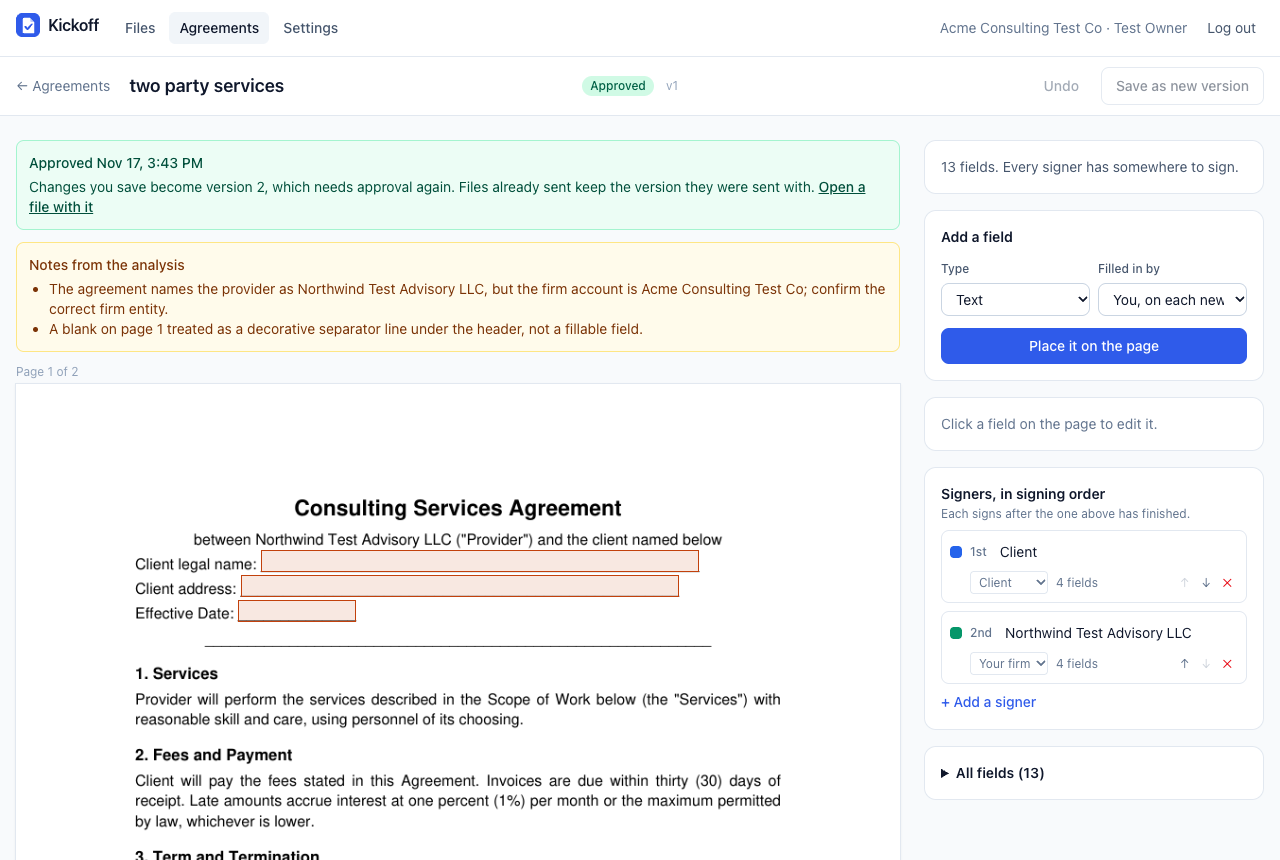 Kickoff
Files
Agreements
Settings
Acme Consulting Test Co · Test Owner
Log out
← Agreements
two party services
Approved
v1
Undo
Save as new version
Approved Nov 17, 3:43 PM
Changes you save become version 2, which needs approval again. Files already sent keep the version they were sent with. Open a
file with it
Notes from the analysis
• The agreement names the provider as Northwind Test Advisory LLC, but the firm account is Acme Consulting Test Co; confirm the
correct firm entity.
• A blank on page 1 treated as a decorative separator line under the header, not a fillable field.
Page 1 of 2
Consulting Services Agreement
between Northwind Test Advisory LLC ("Provider") and the client named below
Client legal name:
Client address:
Effective Date:
1. Services
Provider will perform the services described in the Scope of Work below (the "Services") with
reasonable skill and care, using personnel of its choosing.
2. Fees and Payment
Client will pay the fees stated in this Agreement. Invoices are due within thirty (30) days of
receipt. Late amounts accrue interest at one percent (1%) per month or the maximum permitted
by law, whichever is lower.
3. Term and Termination
13 fields. Every signer has somewhere to sign.
Add a field
Type
Filled in by
Text
You, on each new
Place it on the page
Click a field on the page to edit it.
Signers, in signing order
Each signs after the one above has finished.
1st Client
Client
4 fields
↑ ↓ ✕
2nd Northwind Test Advisory LLC
Your firm
4 fields
↑ ↓ ✕
+ Add a signer
▶ All fields (13)